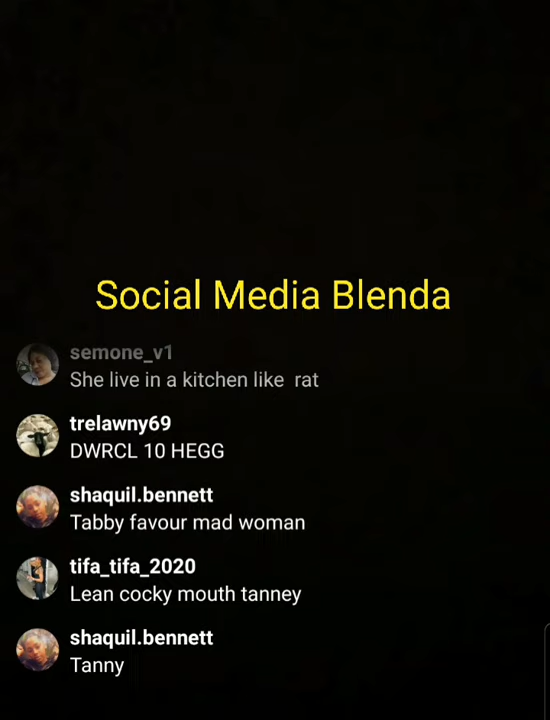 Social Media Blenda
semone_v1
She live in a kitchen like rat
trelawny69
DWRCL 10 HEGG
shaquil.bennett
Tabby favour mad woman
tifa_tifa_2020
Lean cocky mouth tanney
shaquil.bennett
Tanny